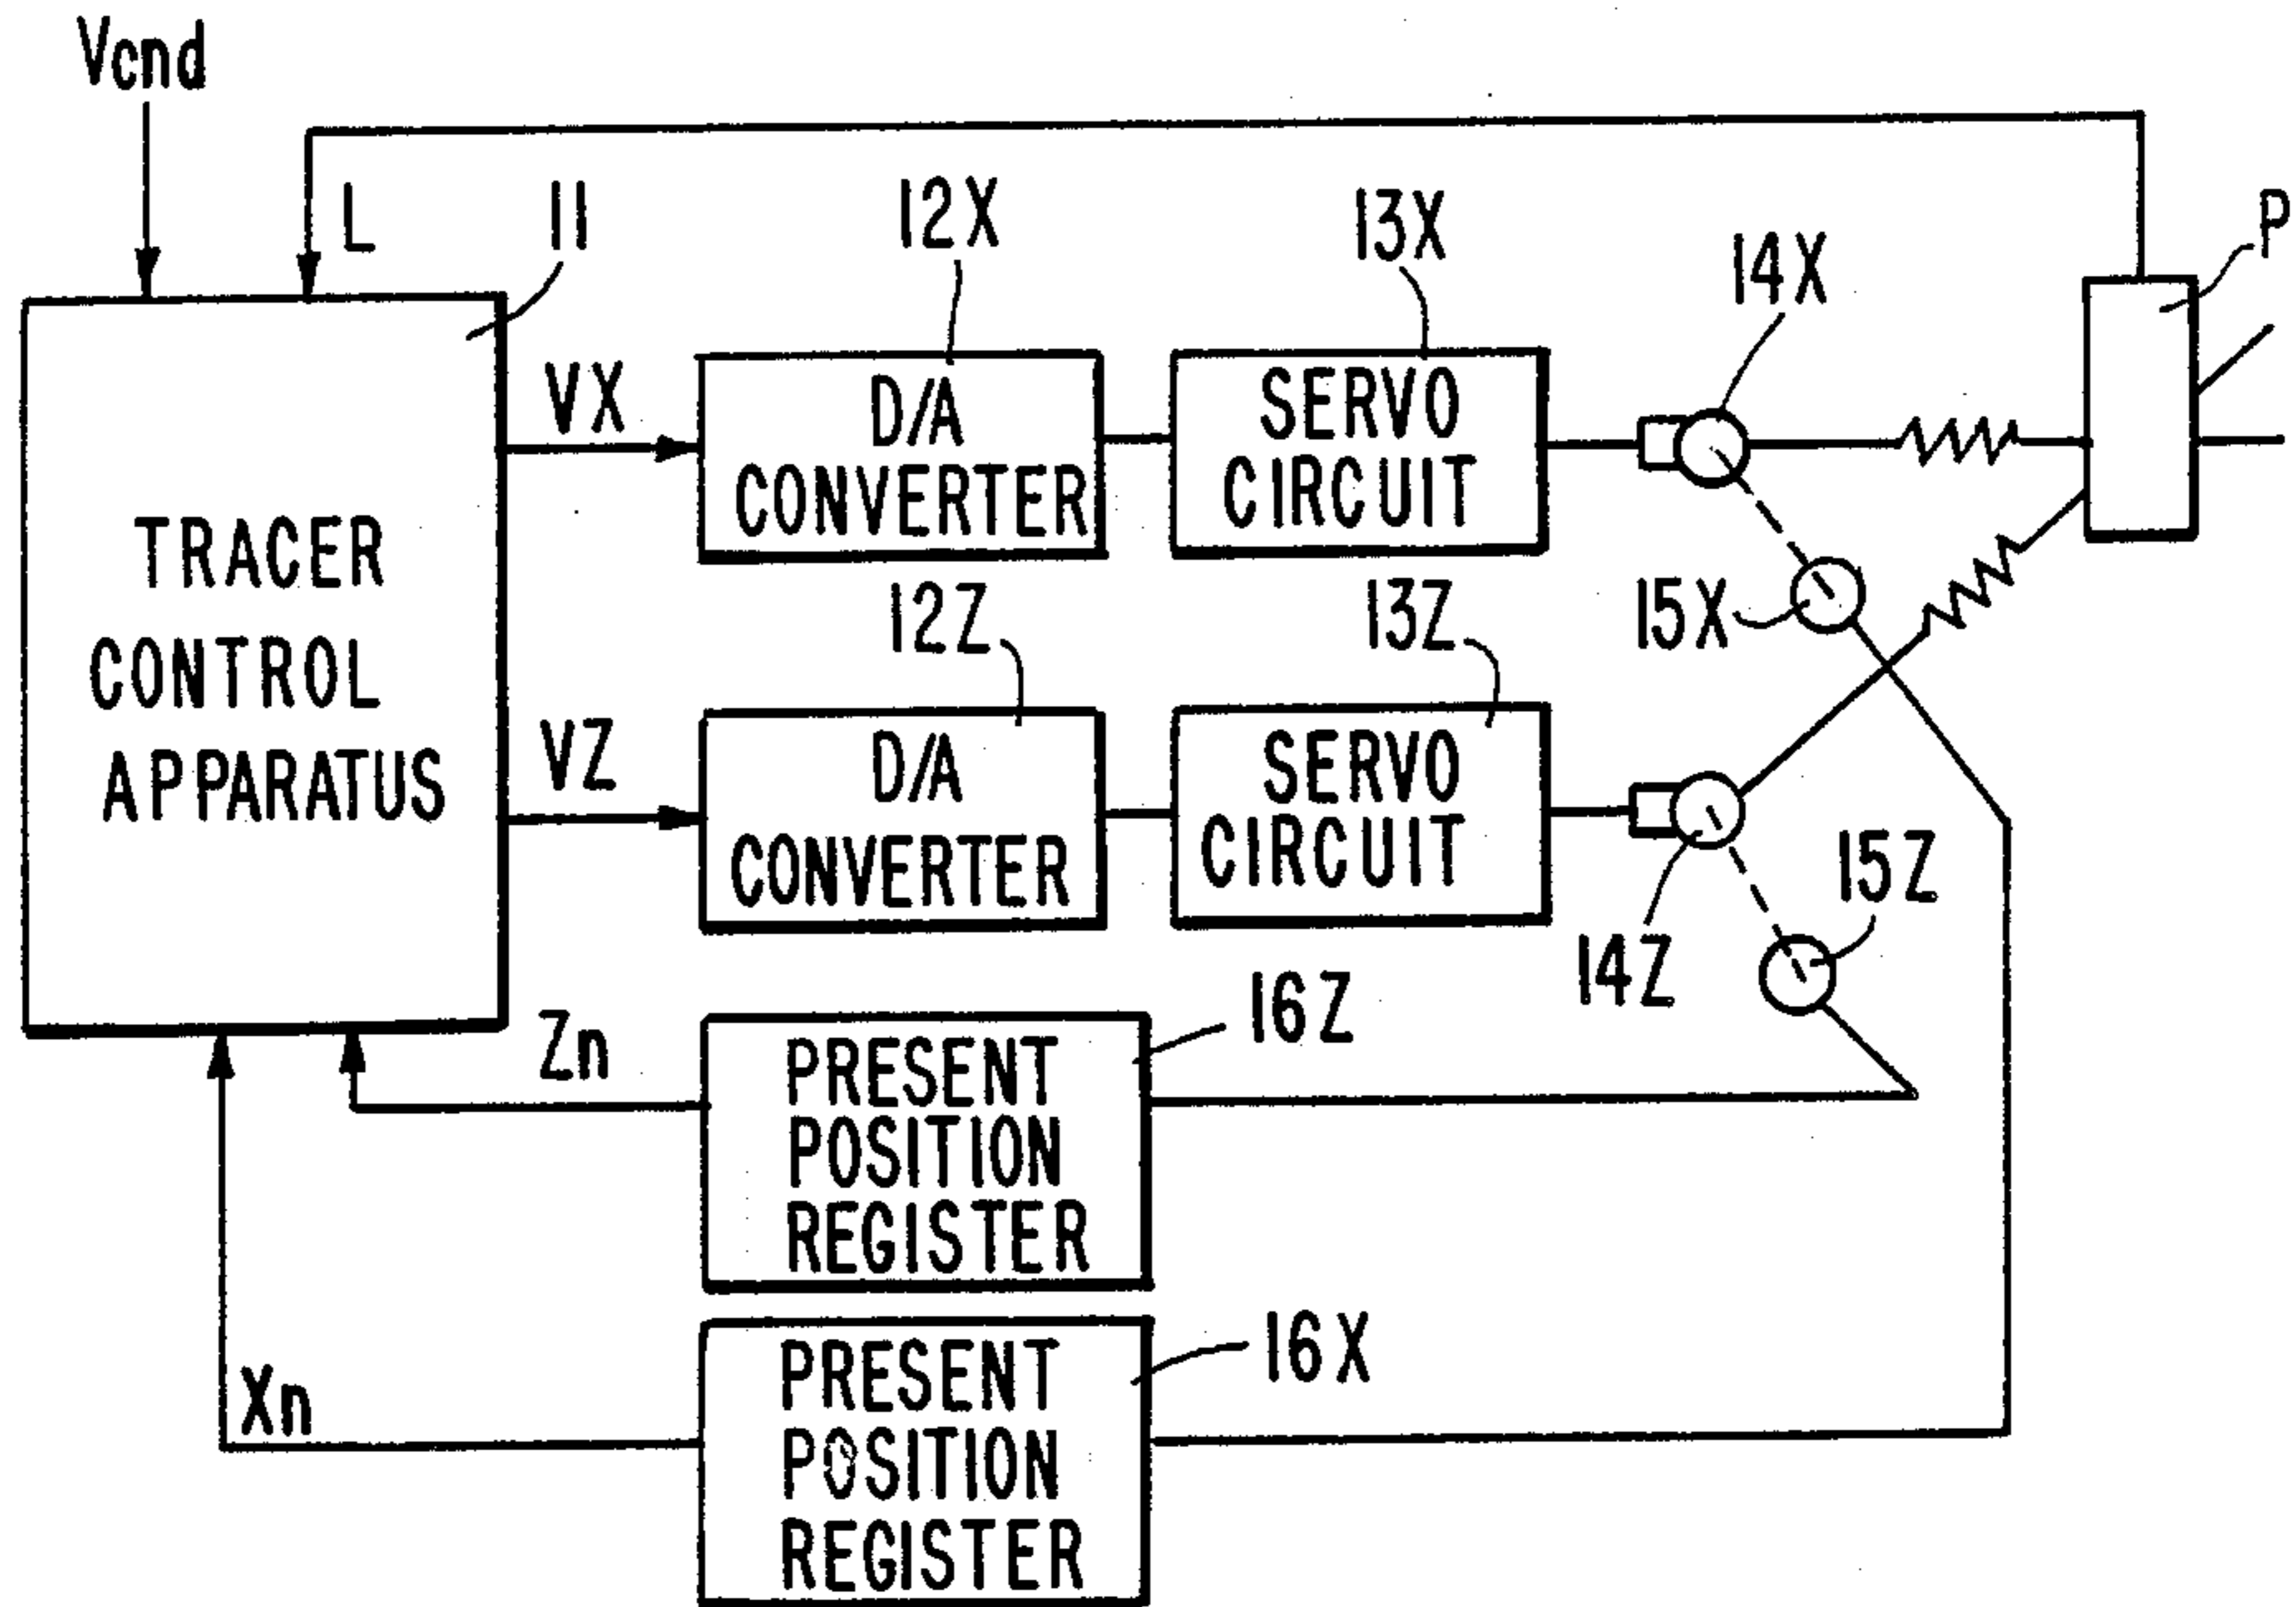 Vcnd
L
11
12X
13X
14X
P
VX
D/A
CONVERTER
SERVO
CIRCUIT
TRACER
CONTROL
APPARATUS
12Z
13Z
15X
VZ
D/A
CONVERTER
SERVO
CIRCUIT
14Z
15Z
Zn
PRESENT
POSITION
REGISTER
16Z
Xn
PRESENT
POSITION
REGISTER
16X